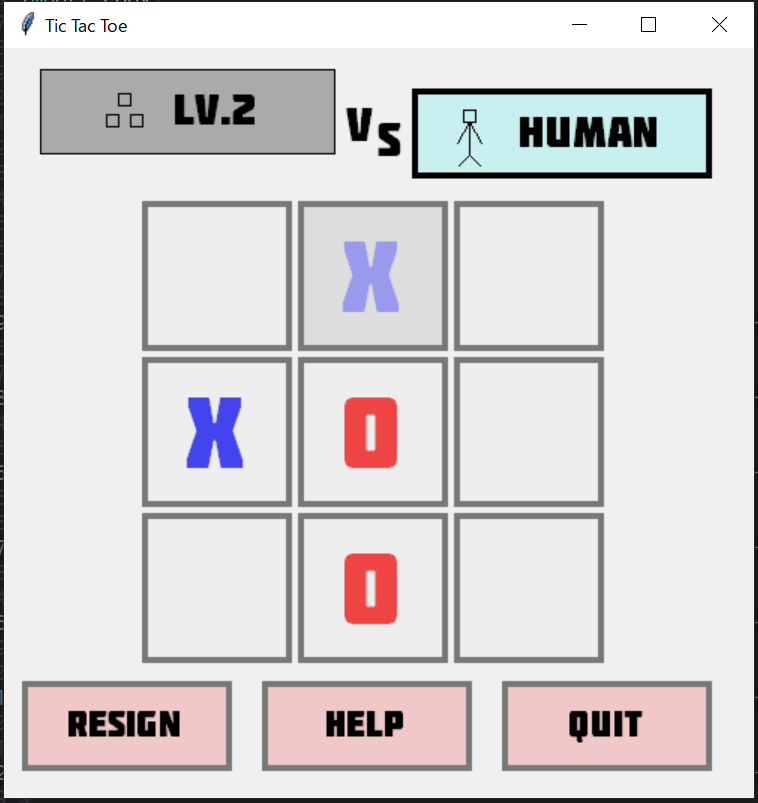 Tic Tac Toe
LV.2 VS HUMAN
X
X O
O
RESIGN HELP QUIT